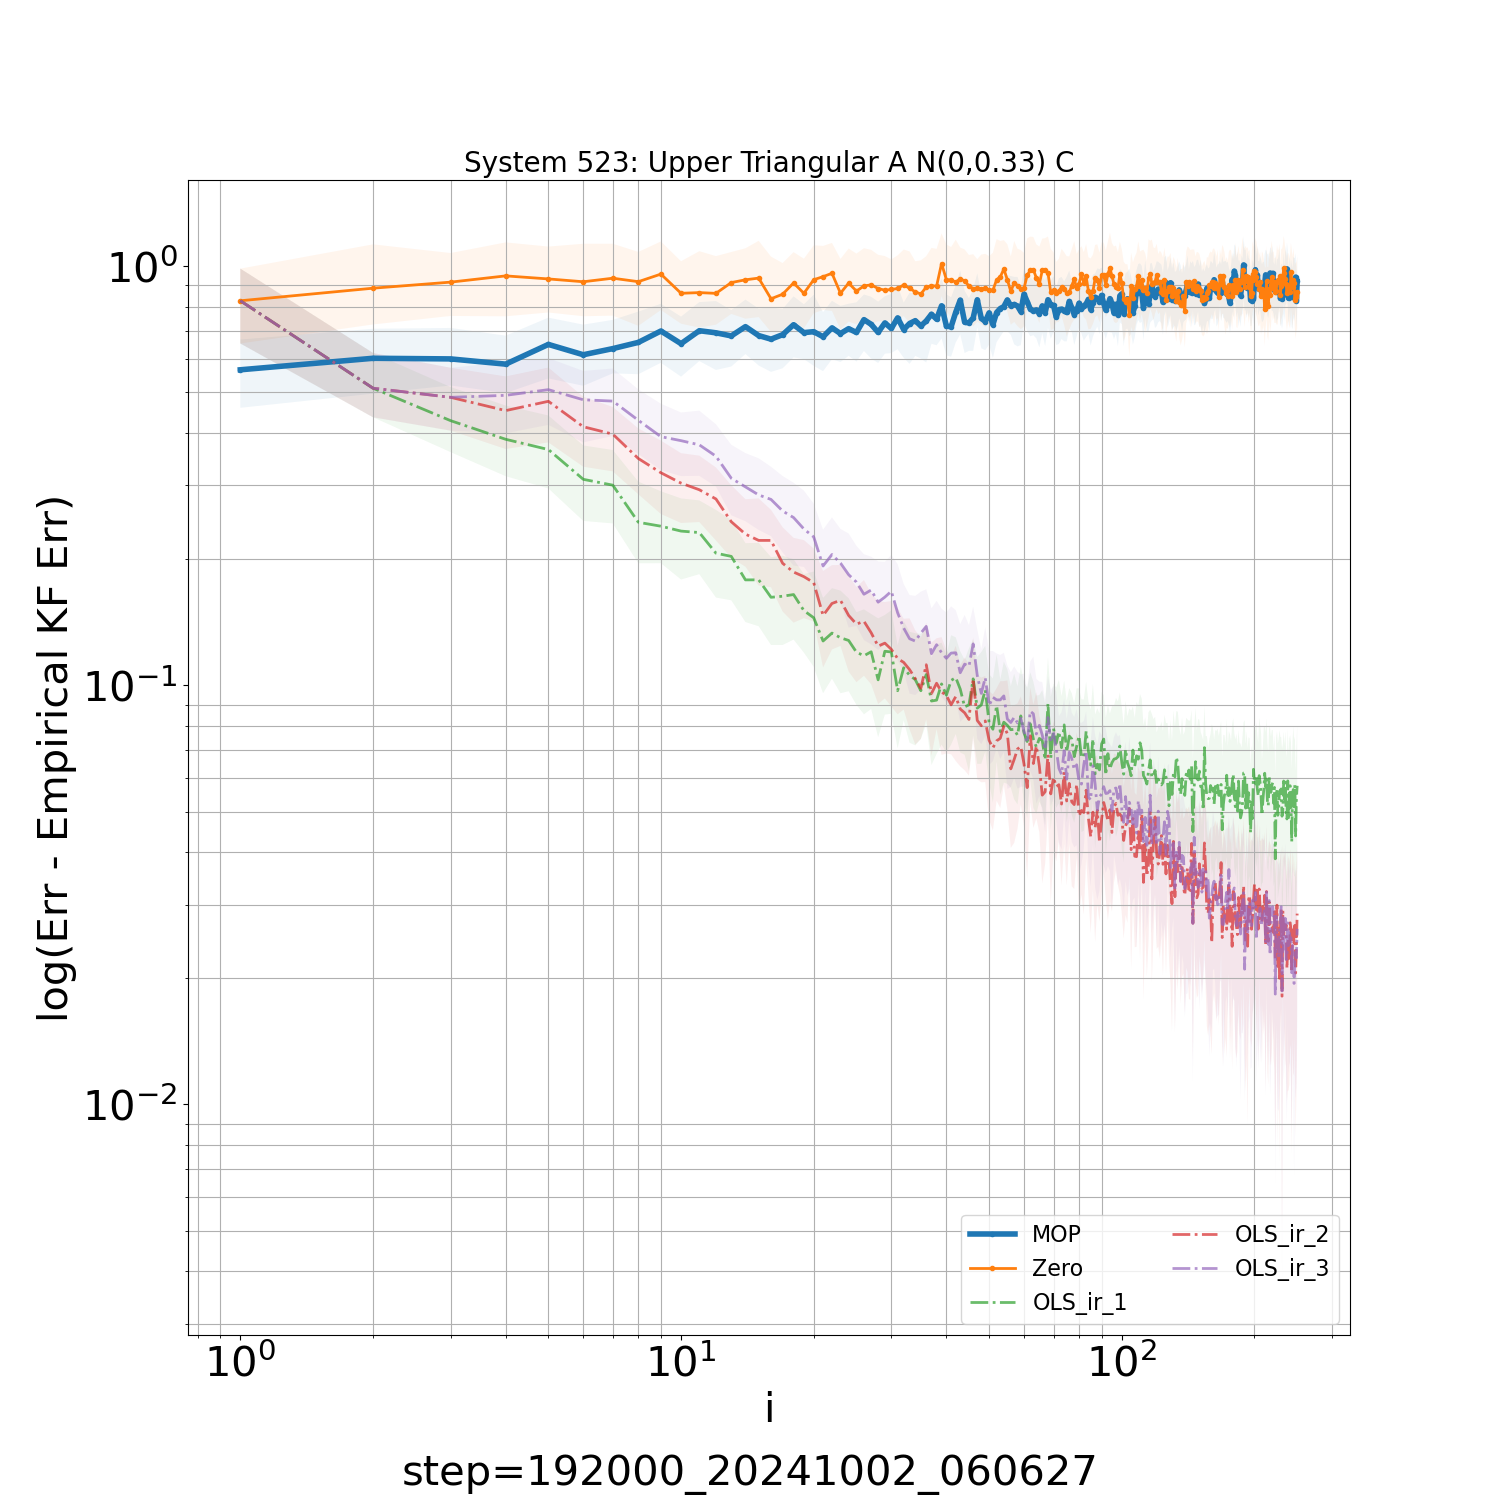 System 523: Upper Triangular A N(0,0.33) C
log(Err - Empirical KF Err)
10⁰
10⁻¹
10⁻²
10⁰ 10¹ 10²
i
MOP
Zero
OLS_ir_1
OLS_ir_2
OLS_ir_3
step=192000_20241002_060627